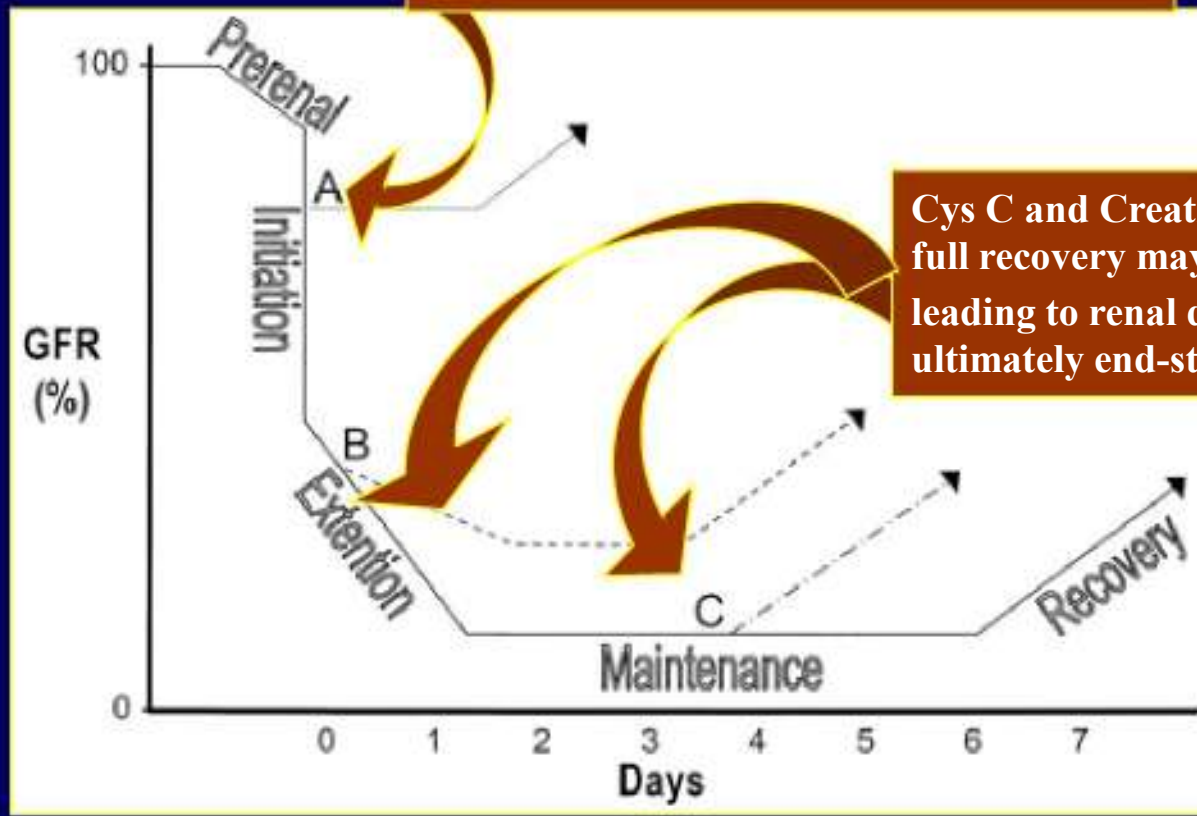 100
Prerenal
A
Initiation
Cys C and Creat
full recovery may
leading to renal
ultimately end-st
GFR
(%)
B
Extention
C
Maintenance
Recovery
0
0 1 2 3 4 5 6 7
Days